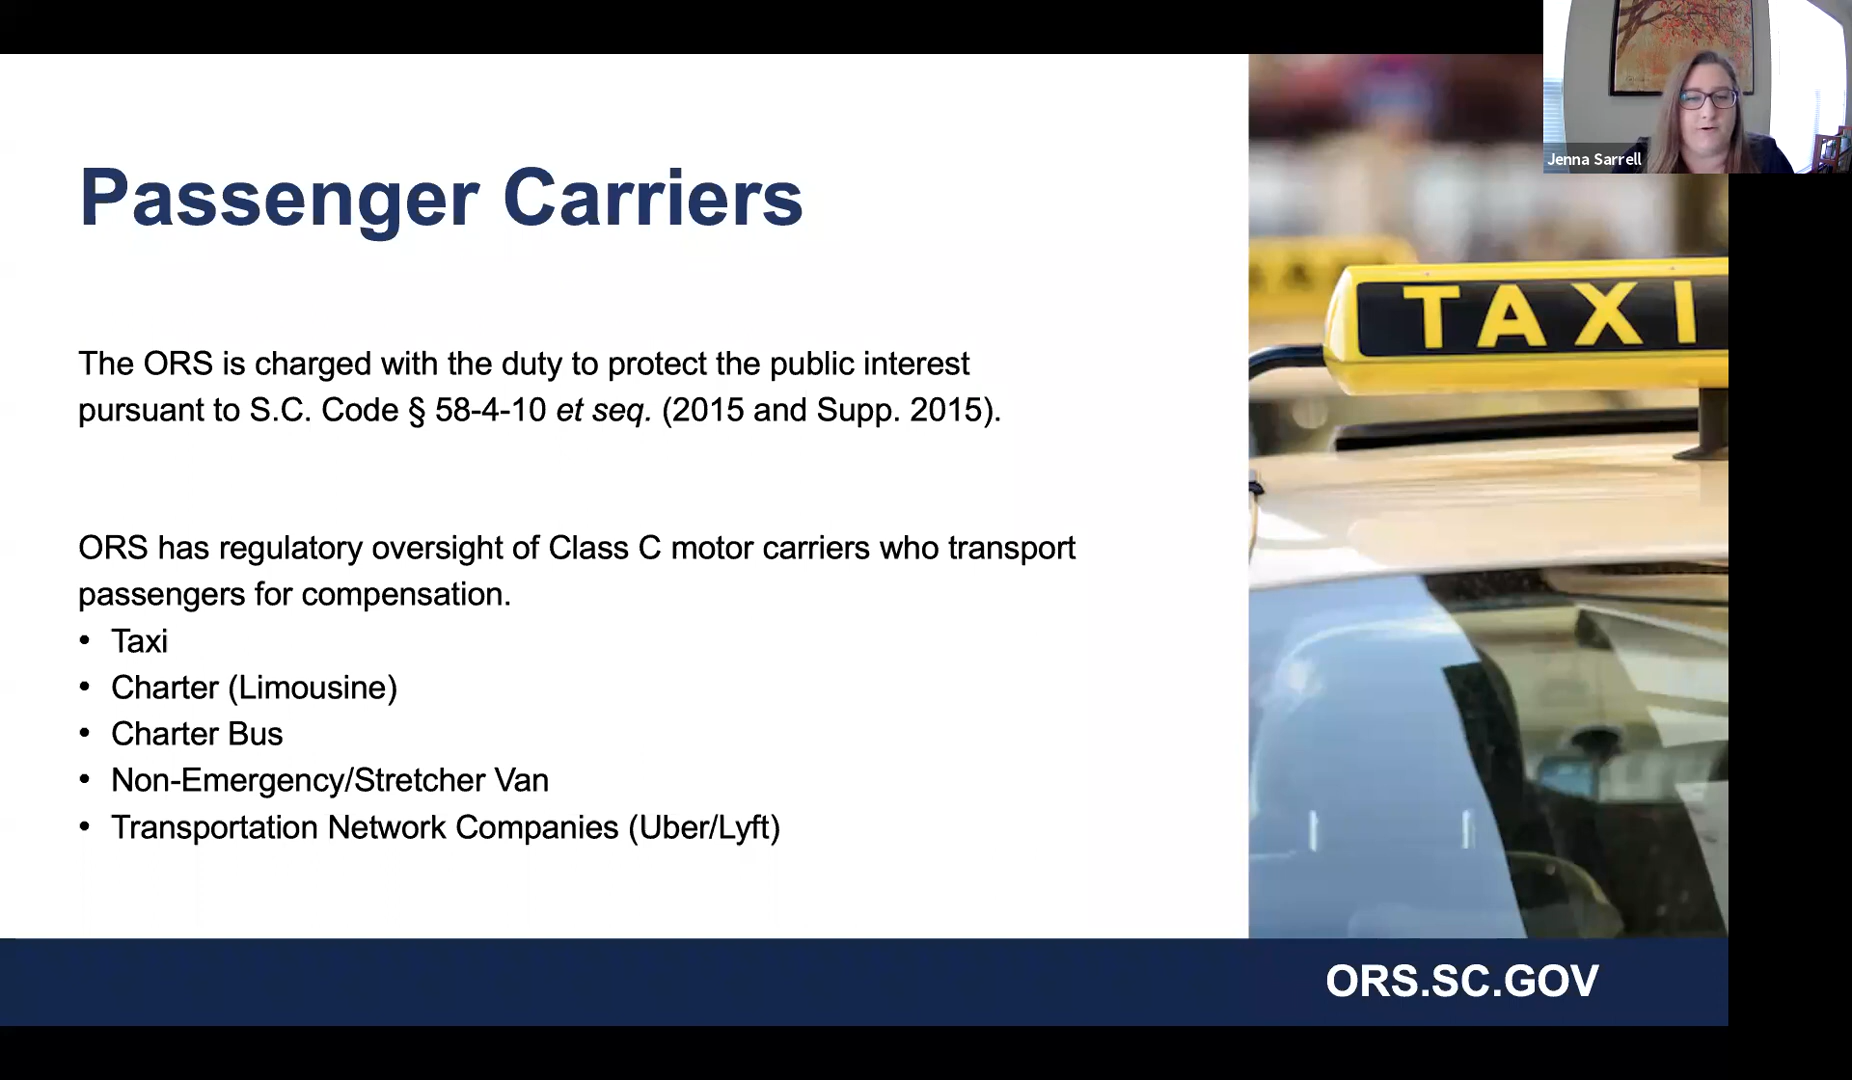 Passenger Carriers
The ORS is charged with the duty to protect the public interest
pursuant to S.C. Code § 58-4-10 et seq. (2015 and Supp. 2015).
ORS has regulatory oversight of Class C motor carriers who transport
passengers for compensation.
• Taxi
• Charter (Limousine)
• Charter Bus
• Non-Emergency/Stretcher Van
• Transportation Network Companies (Uber/Lyft)
Jenna Sarrell
TAXI
ORS.SC.GOV